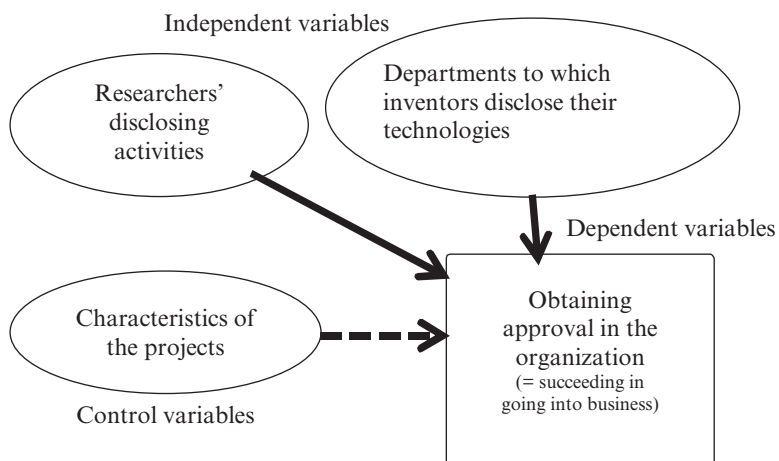 Independent variables
Researchers'
disclosing
activities
Departments to which
inventors disclose their
technologies
Dependent variables
Obtaining
approval in the
organization
(= succeeding in
going into business)
Characteristics of
the projects
Control variables